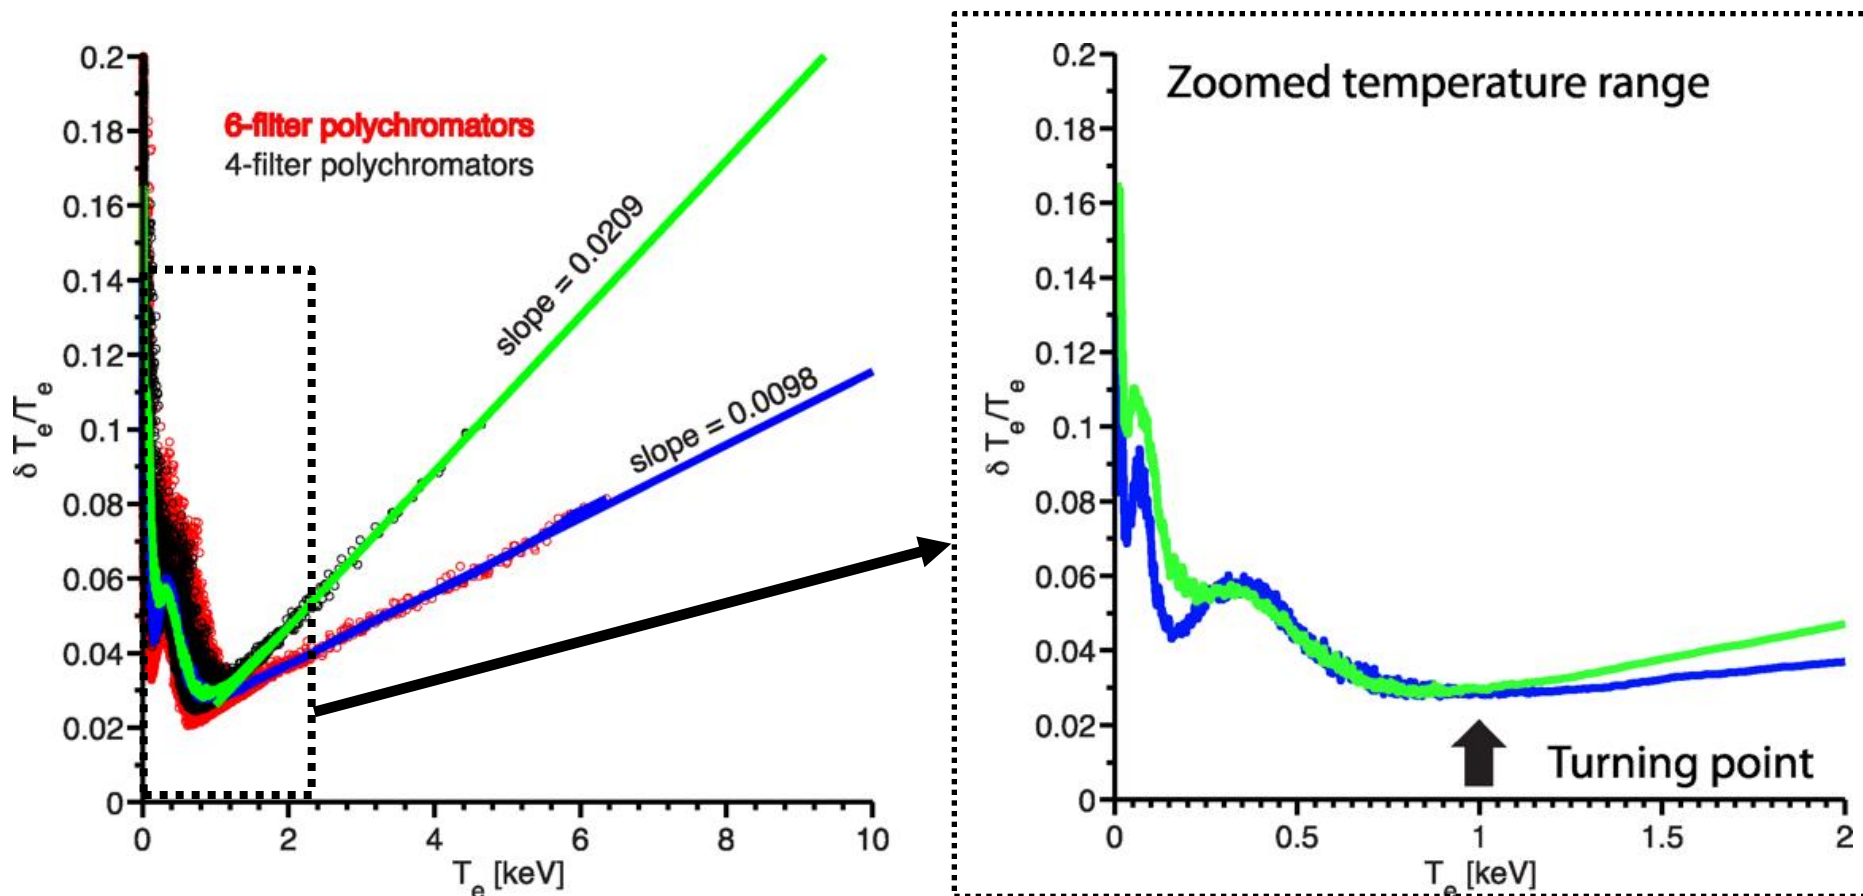 0.2
0.18
0.16
0.14
0.12
0.1
0.08
0.06
0.04
0.02
0
δ Te/Te
6-filter polychromators
4-filter polychromators
slope = 0.0209
slope = 0.0098
0 2 4 6 8 10
Te [keV]
Zoomed temperature range
0.2
0.18
0.16
0.14
0.12
0.1
0.08
0.06
0.04
0.02
0
δ Te/Te
Turning point
0 0.5 1 1.5 2
Te [keV]